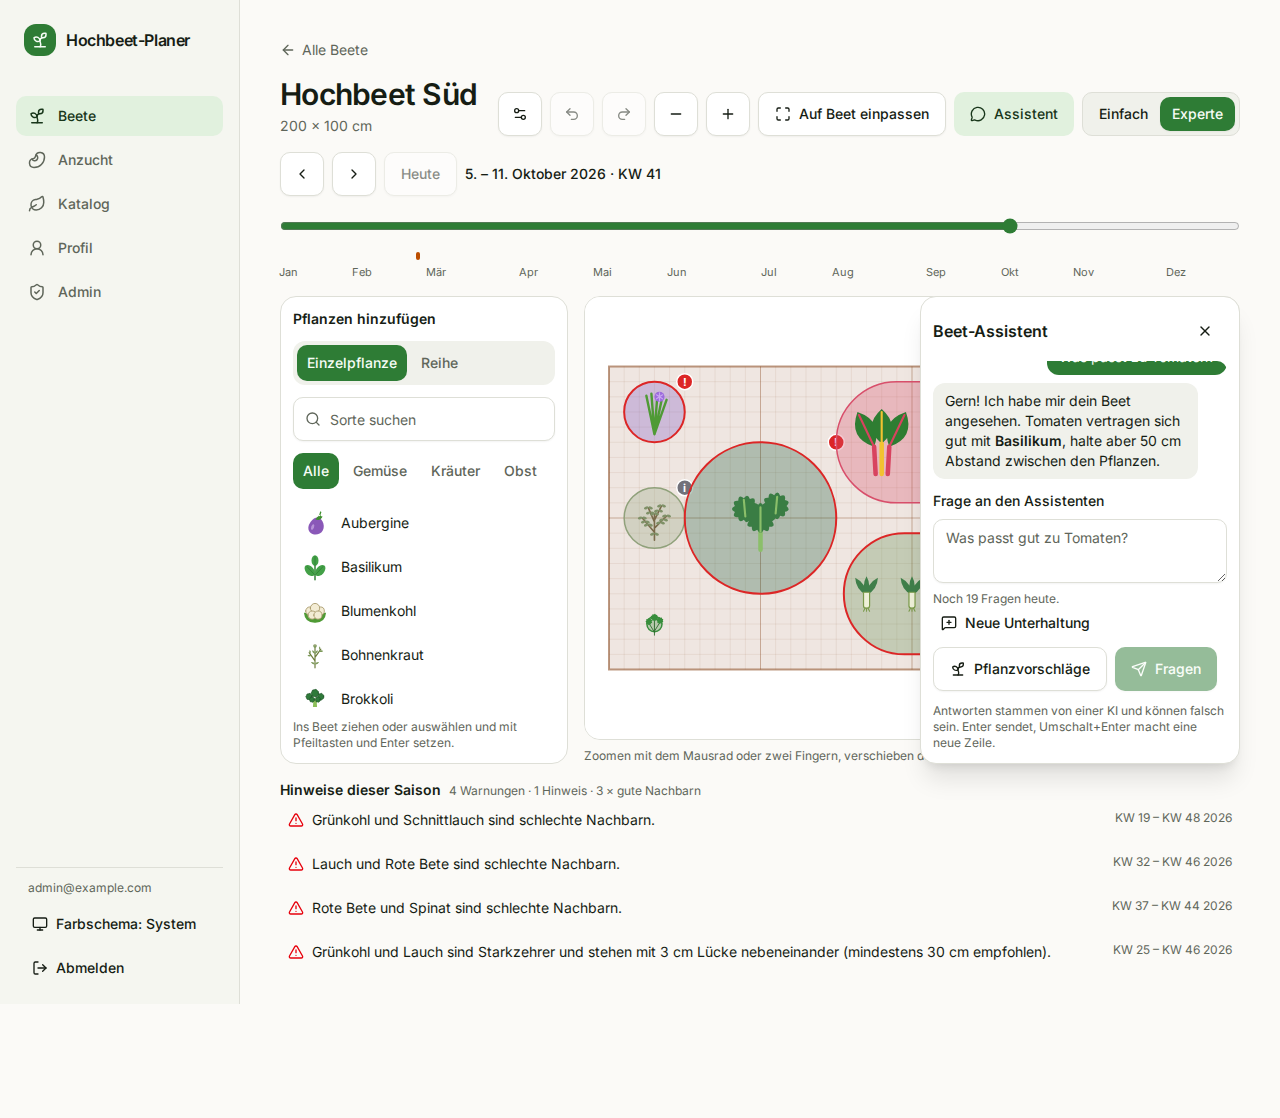 Hochbeet-Planer
Beete
Anzucht
Katalog
Profil
Admin
admin@example.com
Farbschema: System
Abmelden
Alle Beete
Hochbeet Süd
200 × 100 cm
Auf Beet einpassen
Assistent
Einfach
Experte
Heute
5. – 11. Oktober 2026 · KW 41
Jan Feb Mär Apr Mai Jun Jul Aug Sep Okt Nov Dez
Pflanzen hinzufügen
Einzelpflanze
Reihe
Sorte suchen
Alle
Gemüse
Kräuter
Obst
Aubergine
Basilikum
Blumenkohl
Bohnenkraut
Brokkoli
Ins Beet ziehen oder auswählen und mit
Pfeiltasten und Enter setzen.
!
i
!
Zoomen mit dem Mausrad oder zwei Fingern, verschieben
Beet-Assistent
Gern! Ich habe mir dein Beet
angesehen. Tomaten vertragen sich
gut mit Basilikum, halte aber 50 cm
Abstand zwischen den Pflanzen.
Frage an den Assistenten
Was passt gut zu Tomaten?
Noch 19 Fragen heute.
Neue Unterhaltung
Pflanzvorschläge
Fragen
Antworten stammen von einer KI und können falsch
sein. Enter sendet, Umschalt+Enter macht eine
neue Zeile.
Hinweise dieser Saison
4 Warnungen · 1 Hinweis · 3 × gute Nachbarn
Grünkohl und Schnittlauch sind schlechte Nachbarn.
KW 19 – KW 48 2026
Lauch und Rote Bete sind schlechte Nachbarn.
KW 32 – KW 46 2026
Rote Bete und Spinat sind schlechte Nachbarn.
KW 37 – KW 44 2026
Grünkohl und Lauch sind Starkzehrer und stehen mit 3 cm Lücke nebeneinander (mindestens 30 cm empfohlen).
KW 25 – KW 46 2026